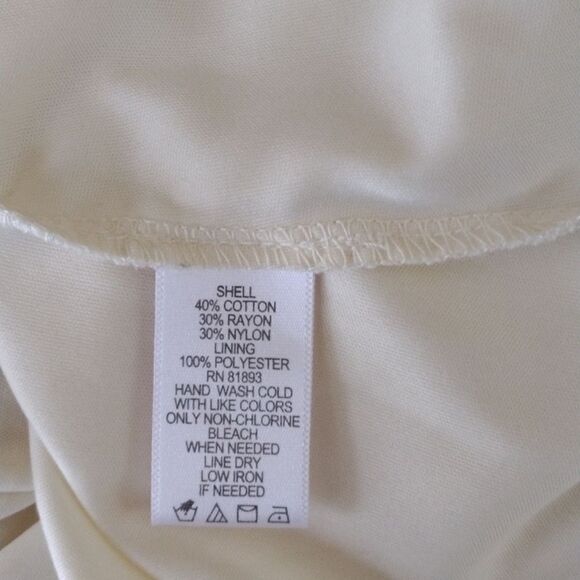 SHELL
40% COTTON
30% RAYON
30% NYLON
LINING
100% POLYESTER
RN 81893
HAND WASH COLD
WITH LIKE COLORS
ONLY NON-CHLORINE
BLEACH
WHEN NEEDED
LINE DRY
LOW IRON
IF NEEDED